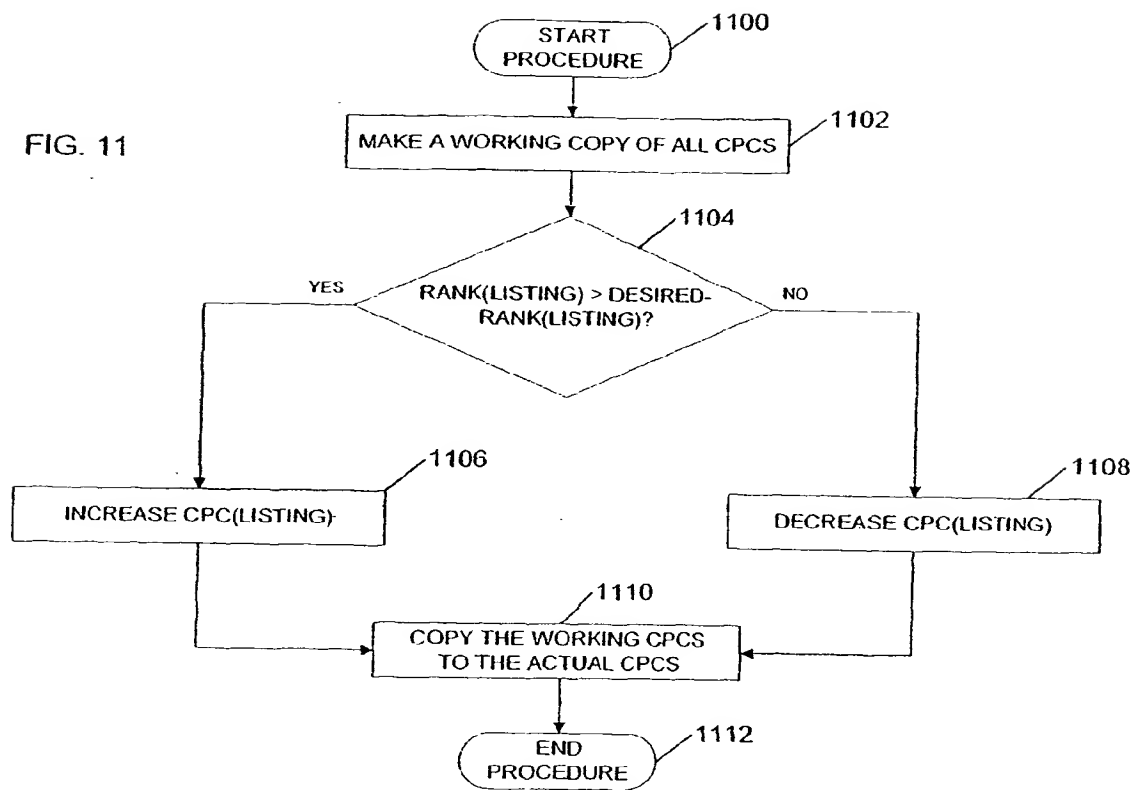 1100
START
PROCEDURE
FIG. 11
1102
MAKE A WORKING COPY OF ALL CPCS
1104
YES
RANK(LISTING) > DESIRED-
RANK(LISTING)?
NO
1106
INCREASE CPC(LISTING)
1108
DECREASE CPC(LISTING)
1110
COPY THE WORKING CPCS
TO THE ACTUAL CPCS
END
PROCEDURE
1112